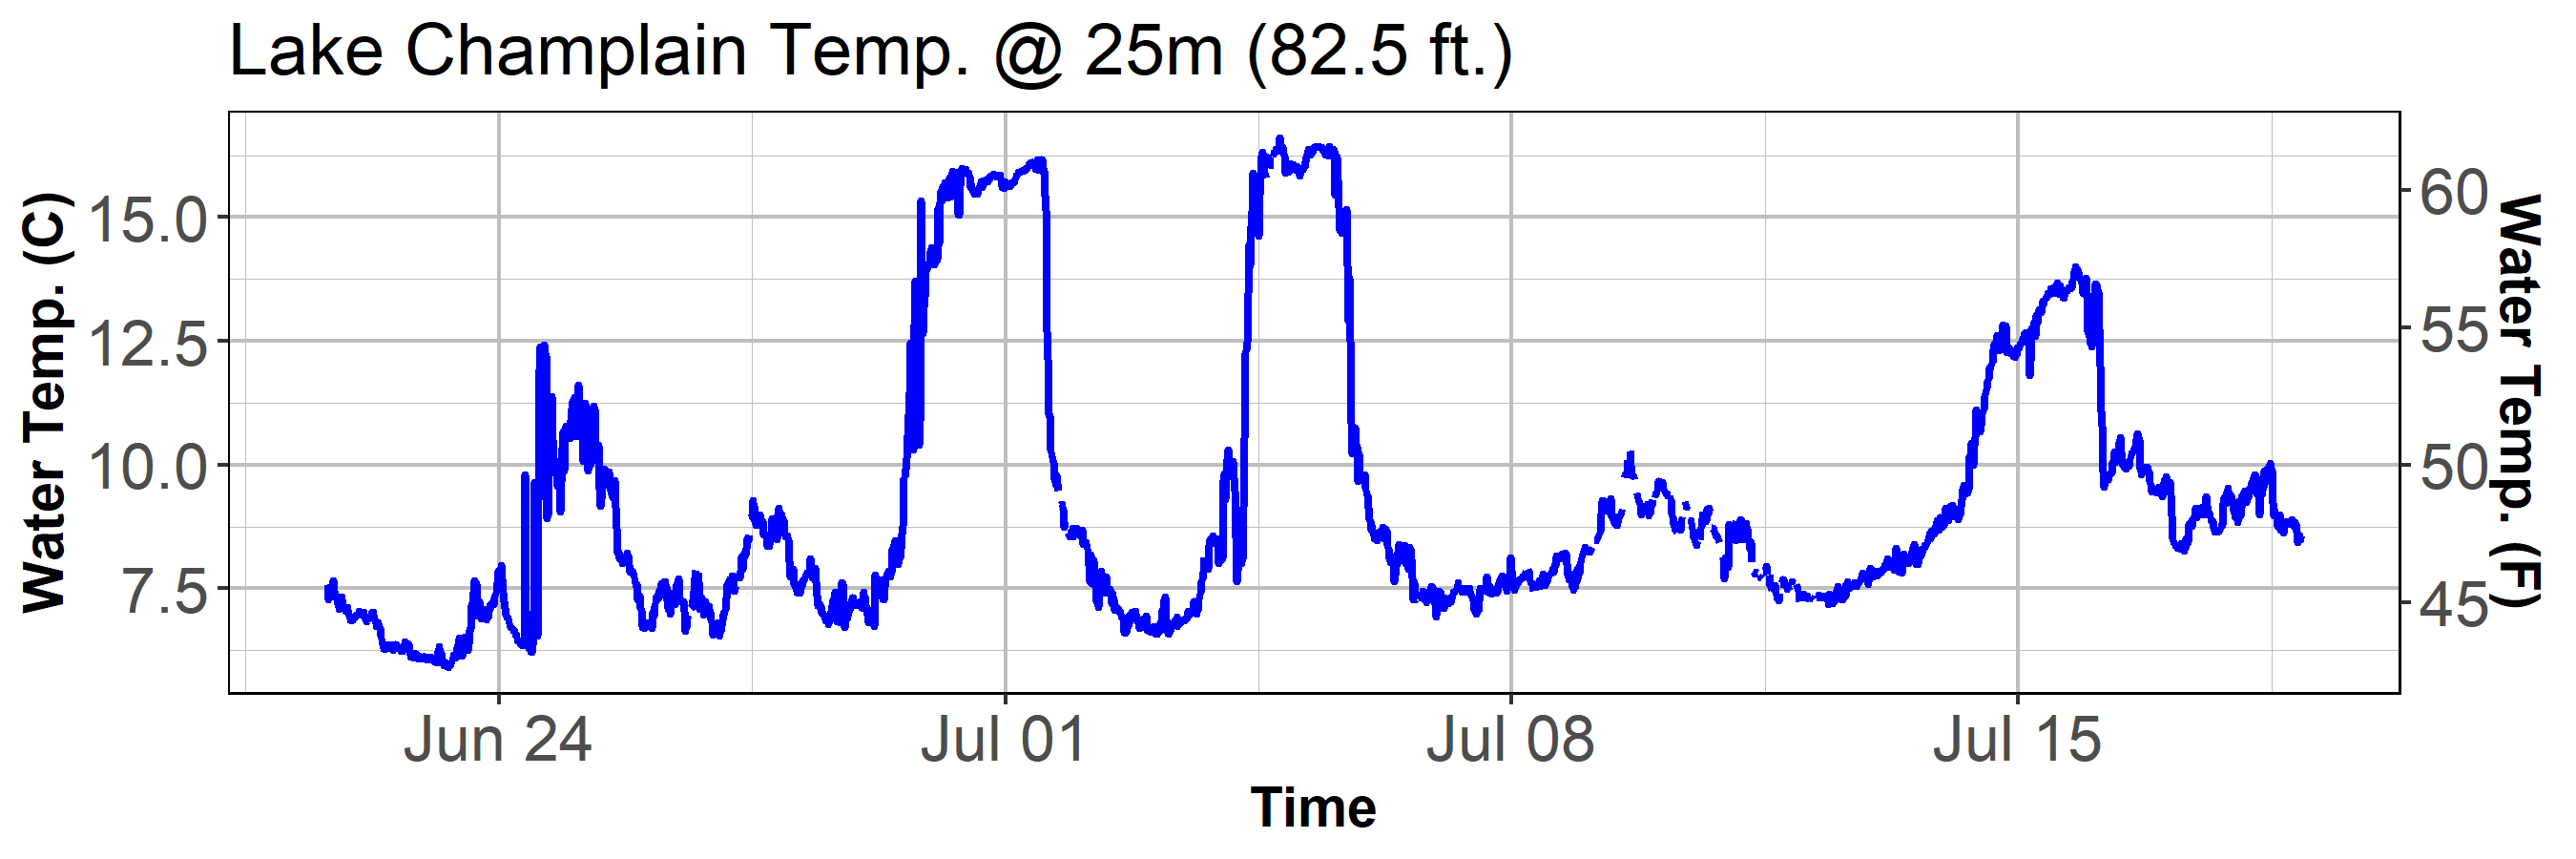 Lake Champlain Temp. @ 25m (82.5 ft.)
Water Temp. (C)
15.0
12.5
10.0
7.5
60
55
50
45
Water Temp. (F)
Jun 24
Jul 01
Jul 08
Jul 15
Time